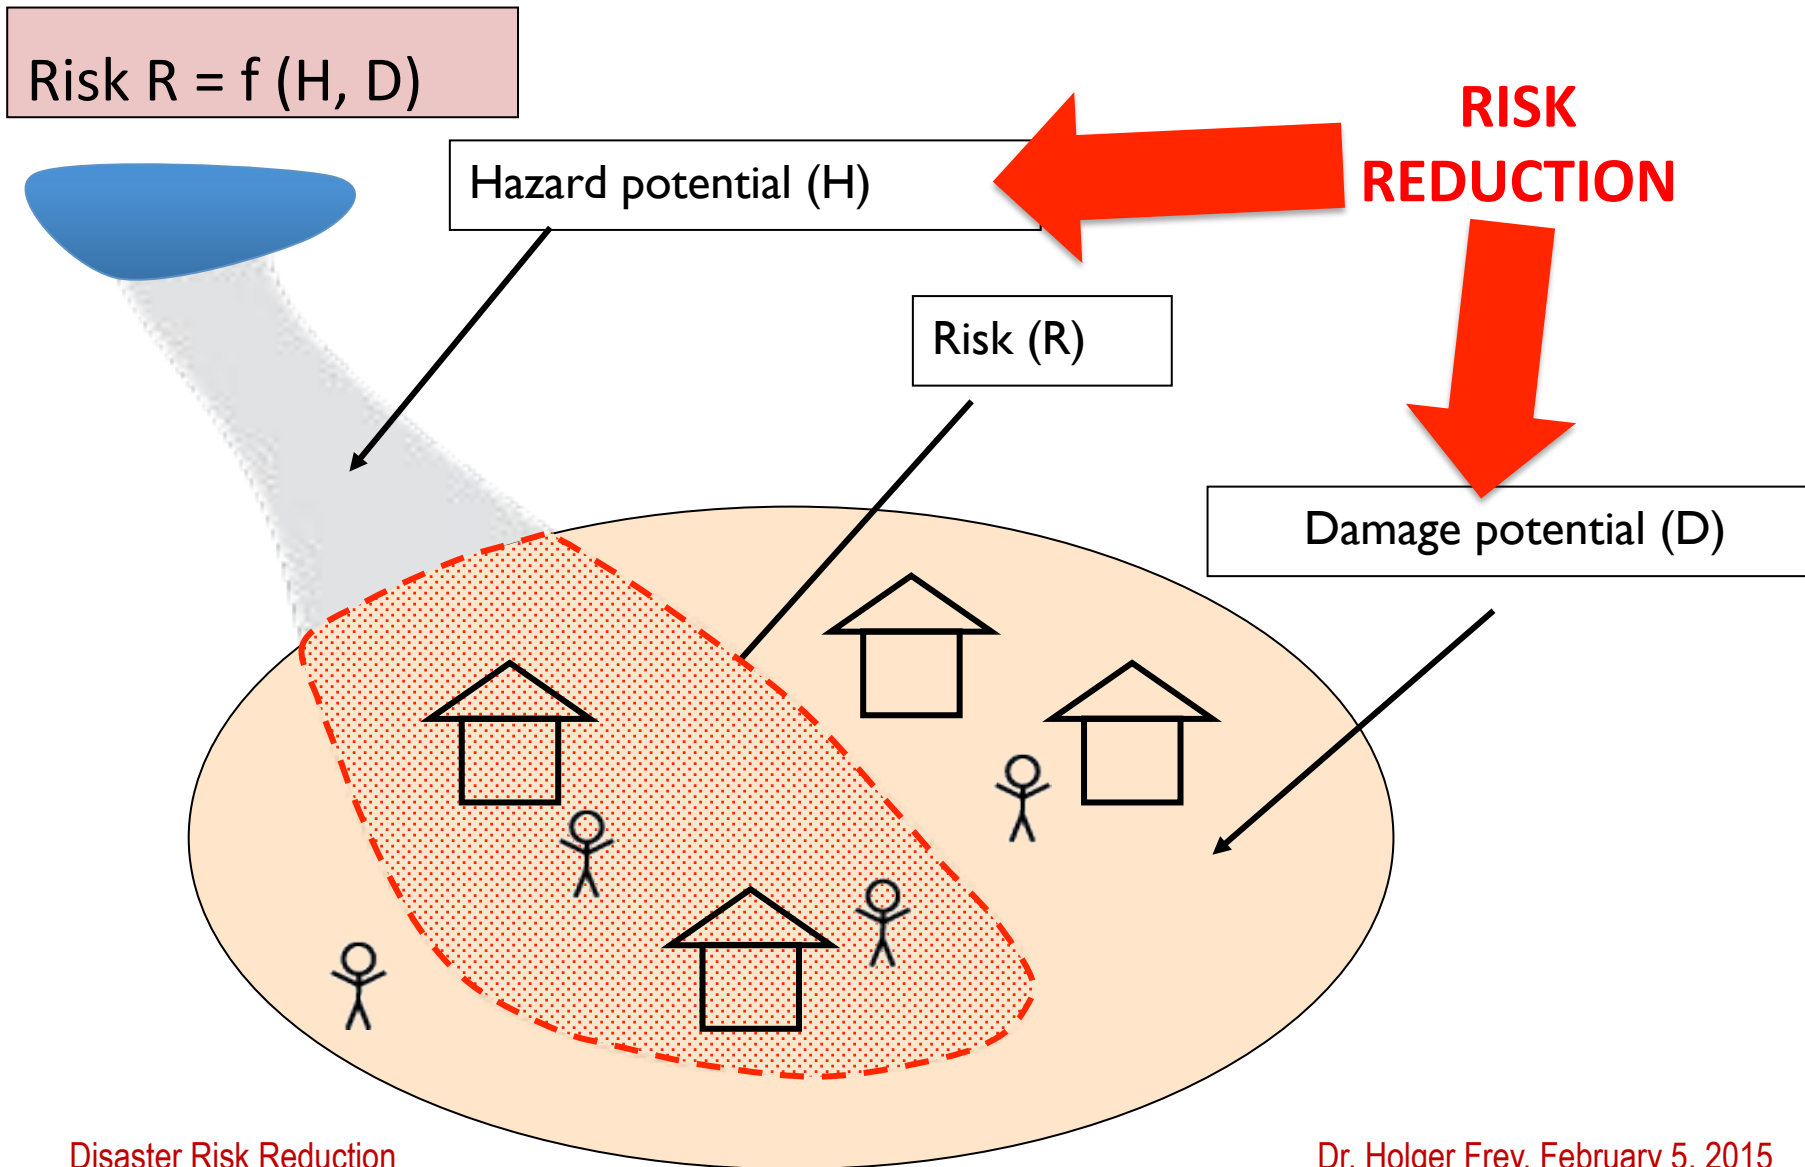 Risk R = f (H, D)
Hazard potential (H)
RISK
REDUCTION
Risk (R)
Damage potential (D)
Disaster Risk Reduction
Dr. Holger Frey, February 5, 2015